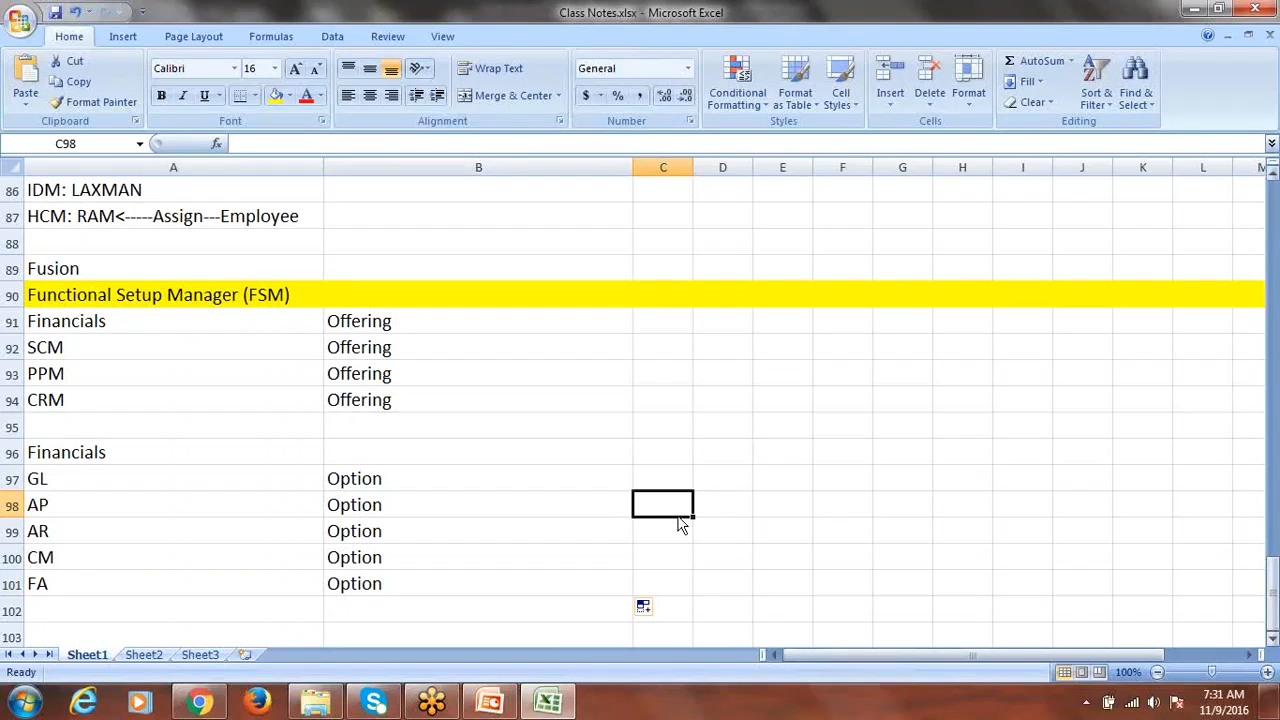 Class Notes.xlsx - Microsoft Excel
Home Insert Page Layout Formulas Data Review View
Paste
Cut
Copy
Format Painter
Clipboard
Calibri 16
Font
Wrap Text
Merge & Center
Alignment
General
$ % ,
Number
Conditional Formatting
Format as Table
Cell Styles
Styles
Insert Delete Format
Cells
AutoSum
Fill
Clear
Sort & Filter
Find & Select
Editing
C98 fx
A B C D E F G H I J K L M
86 IDM: LAXMAN
87 HCM: RAM<-----Assign---Employee
88
89 Fusion
90 Functional Setup Manager (FSM)
91 Financials Offering
92 SCM Offering
93 PPM Offering
94 CRM Offering
95
96 Financials
97 GL Option
98 AP Option
99 AR Option
100 CM Option
101 FA Option
102
103
Sheet1 Sheet2 Sheet3
Ready 100%
7:31 AM
11/9/2016